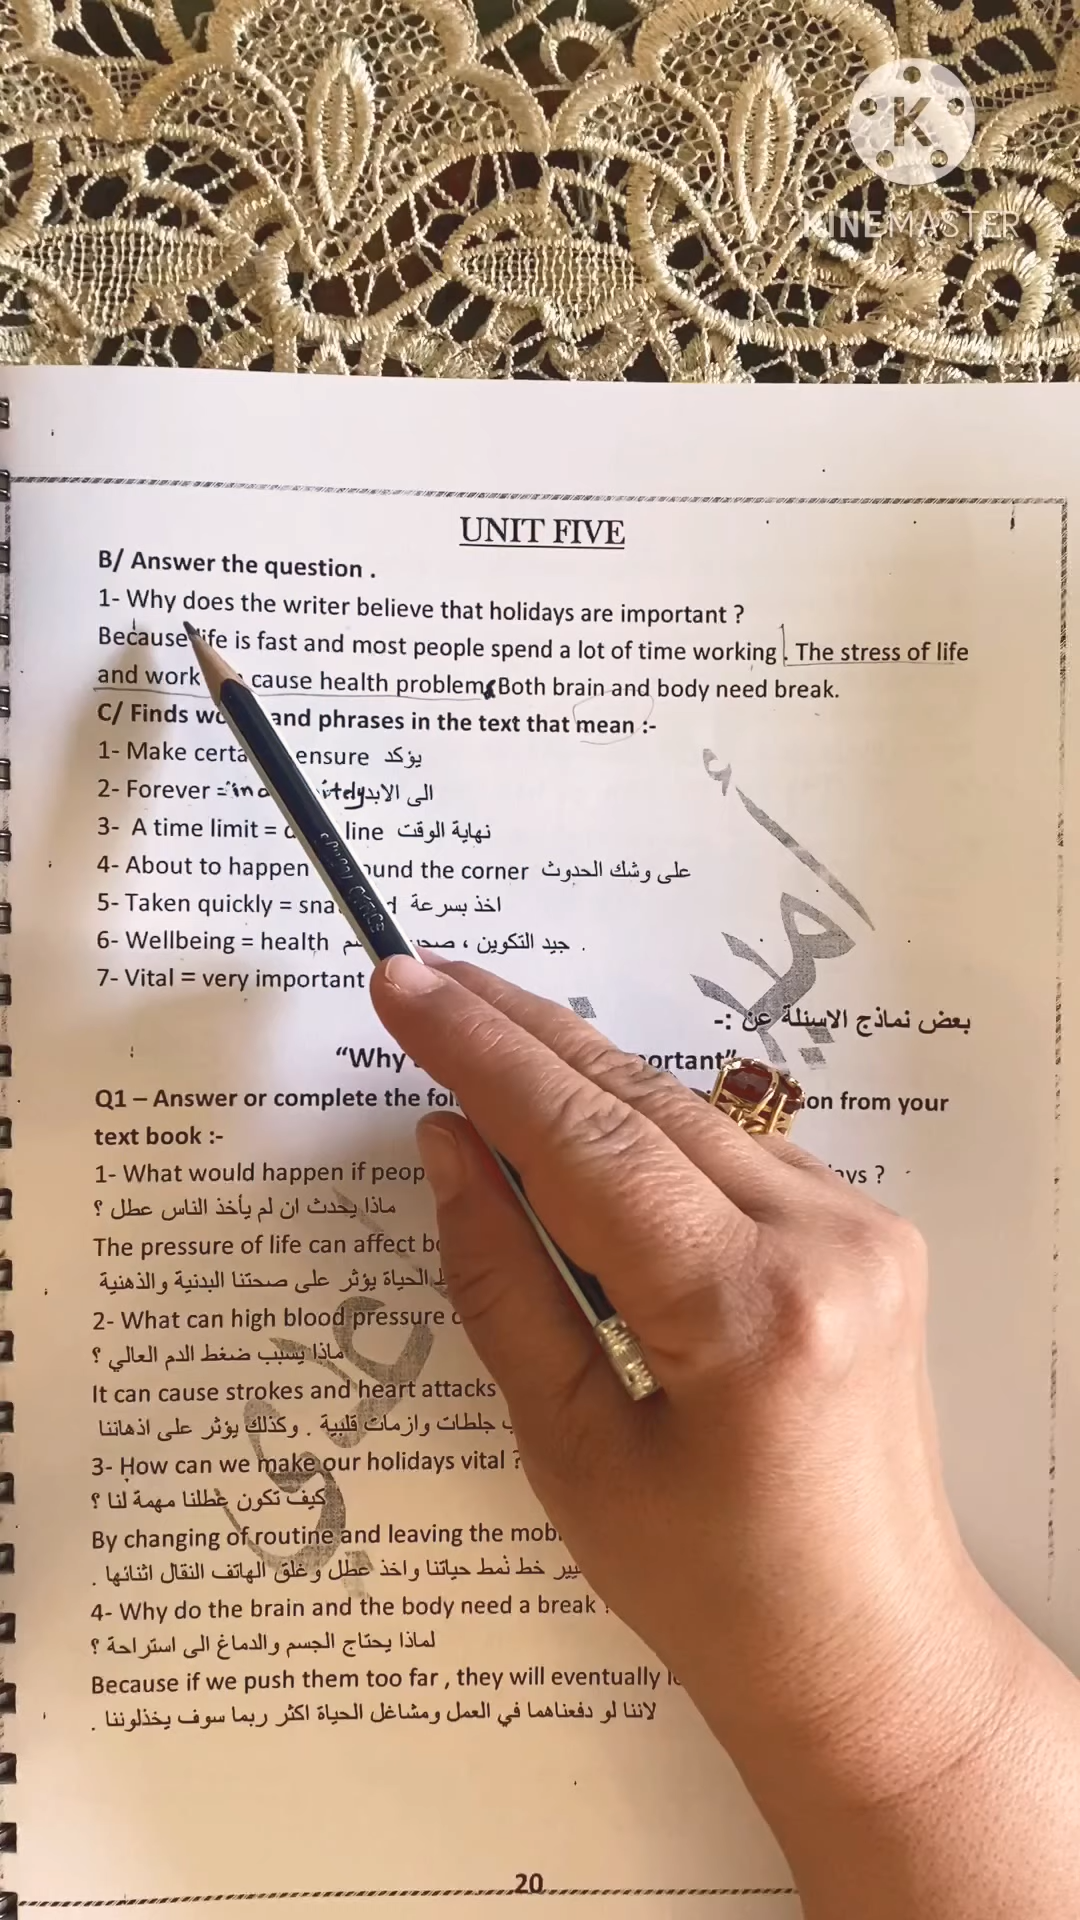 K
KINEMASTER
UNIT FIVE
B/ Answer the question .
1- Why does the writer believe that holidays are important ?
Because life is fast and most people spend a lot of time working . The stress of life
and work cause health problem Both brain and body need break.
C/ Finds and phrases in the text that mean :-
1- Make ensure يؤكد
2- Forever = الى الابد
3- A time limit = line نهاية الوقت
4- About to happen the corner على وشك الحدوث
5- Taken quickly = اخذ بسرعة
6- Wellbeing = health جيد التكوين ، .
7- Vital = very important
بعض نماذج الاسئلة عن :-
“Why
Q1 – Answer or complete the from your
text book :-
1- What would happen if ?
ماذا يحدث ان لم يأخذ الناس عطل ؟
The pressure of life can affect
الحياة يؤثر على صحتنا البدنية والذهنية
2- What can high blood pressure
ماذا يسبب ضغط الدم العالي ؟
It can cause strokes and heart attacks
جلطات وازمات قلبية . وكذلك يؤثر على اذهاننا
3- How can we make our holidays vital ?
كيف تكون عطلنا مهمة لنا ؟
By changing of routine and leaving the
خط نمط حياتنا واخذ عطل وغلق الهاتف النقال اثنائها .
4- Why do the brain and the body need a break
لماذا يحتاج الجسم والدماغ الى استراحة ؟
Because if we push them too far , they will eventually
لاننا لو دفعناهما في العمل ومشاغل الحياة اكثر ربما سوف يخذلوننا .
20